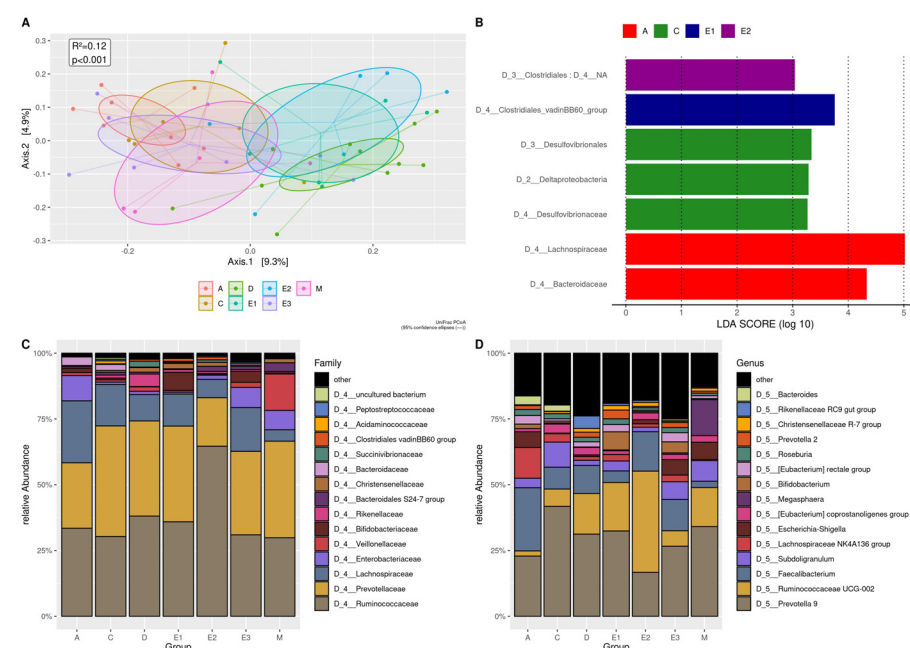 A
R²=0.12
p<0.001
0.3
0.2
0.1
0.0
-0.1
-0.2
-0.3
Axis.2 [4.9%]
-0.2
0.0
0.2
Axis.1 [9.3%]
A
D
E2
M
C
E1
E3
UniFrac PCoA
(95% confidence ellipses (—))
B
A
C
E1
E2
D_3__Clostridiales : D_4__NA
D_4__Clostridiales_vadinBB60_group
D_3__Desulfovibrionales
D_2__Deltaproteobacteria
D_4__Desulfovibrionaceae
D_4__Lachnospiraceae
D_4__Bacteroidaceae
0
1
2
3
4
5
LDA SCORE (log 10)
C
100%
75%
50%
25%
0%
relative Abundance
A
C
D
E1
E2
E3
M
Group
Family
other
D_4__uncultured bacterium
D_4__Peptostreptococcaceae
D_4__Acidaminococcaceae
D_4__Clostridiales vadinBB60 group
D_4__Succinivibrionaceae
D_4__Bacteroidaceae
D_4__Christensenellaceae
D_4__Bacteroidales S24-7 group
D_4__Rikenellaceae
D_4__Bifidobacteriaceae
D_4__Veillonellaceae
D_4__Enterobacteriaceae
D_4__Lachnospiraceae
D_4__Prevotellaceae
D_4__Ruminococcaceae
D
100%
75%
50%
25%
0%
relative Abundance
A
C
D
E1
E2
E3
M
Group
Genus
other
D_5__Bacteroides
D_5__Rikenellaceae RC9 gut group
D_5__Christensenellaceae R-7 group
D_5__Prevotella 2
D_5__Roseburia
D_5__[Eubacterium] rectale group
D_5__Bifidobacterium
D_5__Megasphaera
D_5__[Eubacterium] coprostanoligenes group
D_5__Escherichia-Shigella
D_5__Lachnospiraceae NK4A136 group
D_5__Subdoligranulum
D_5__Faecalibacterium
D_5__Ruminococcaceae UCG-002
D_5__Prevotella 9